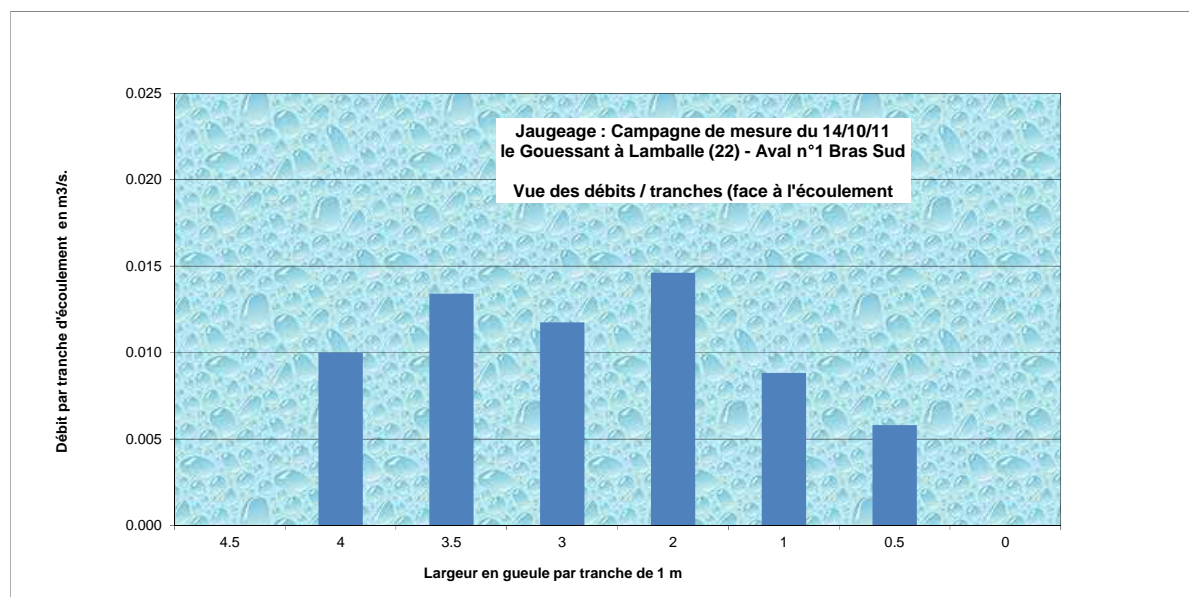 Jaugeage : Campagne de mesure du 14/10/11
le Gouessant à Lamballe (22) - Aval n°1 Bras Sud
Vue des débits / tranches (face à l'écoulement
Débit par tranche d'écoulement en m3/s.
0.025
0.020
0.015
0.010
0.005
0.000
4.5 4 3.5 3 2 1 0.5 0
Largeur en gueule par tranche de 1 m